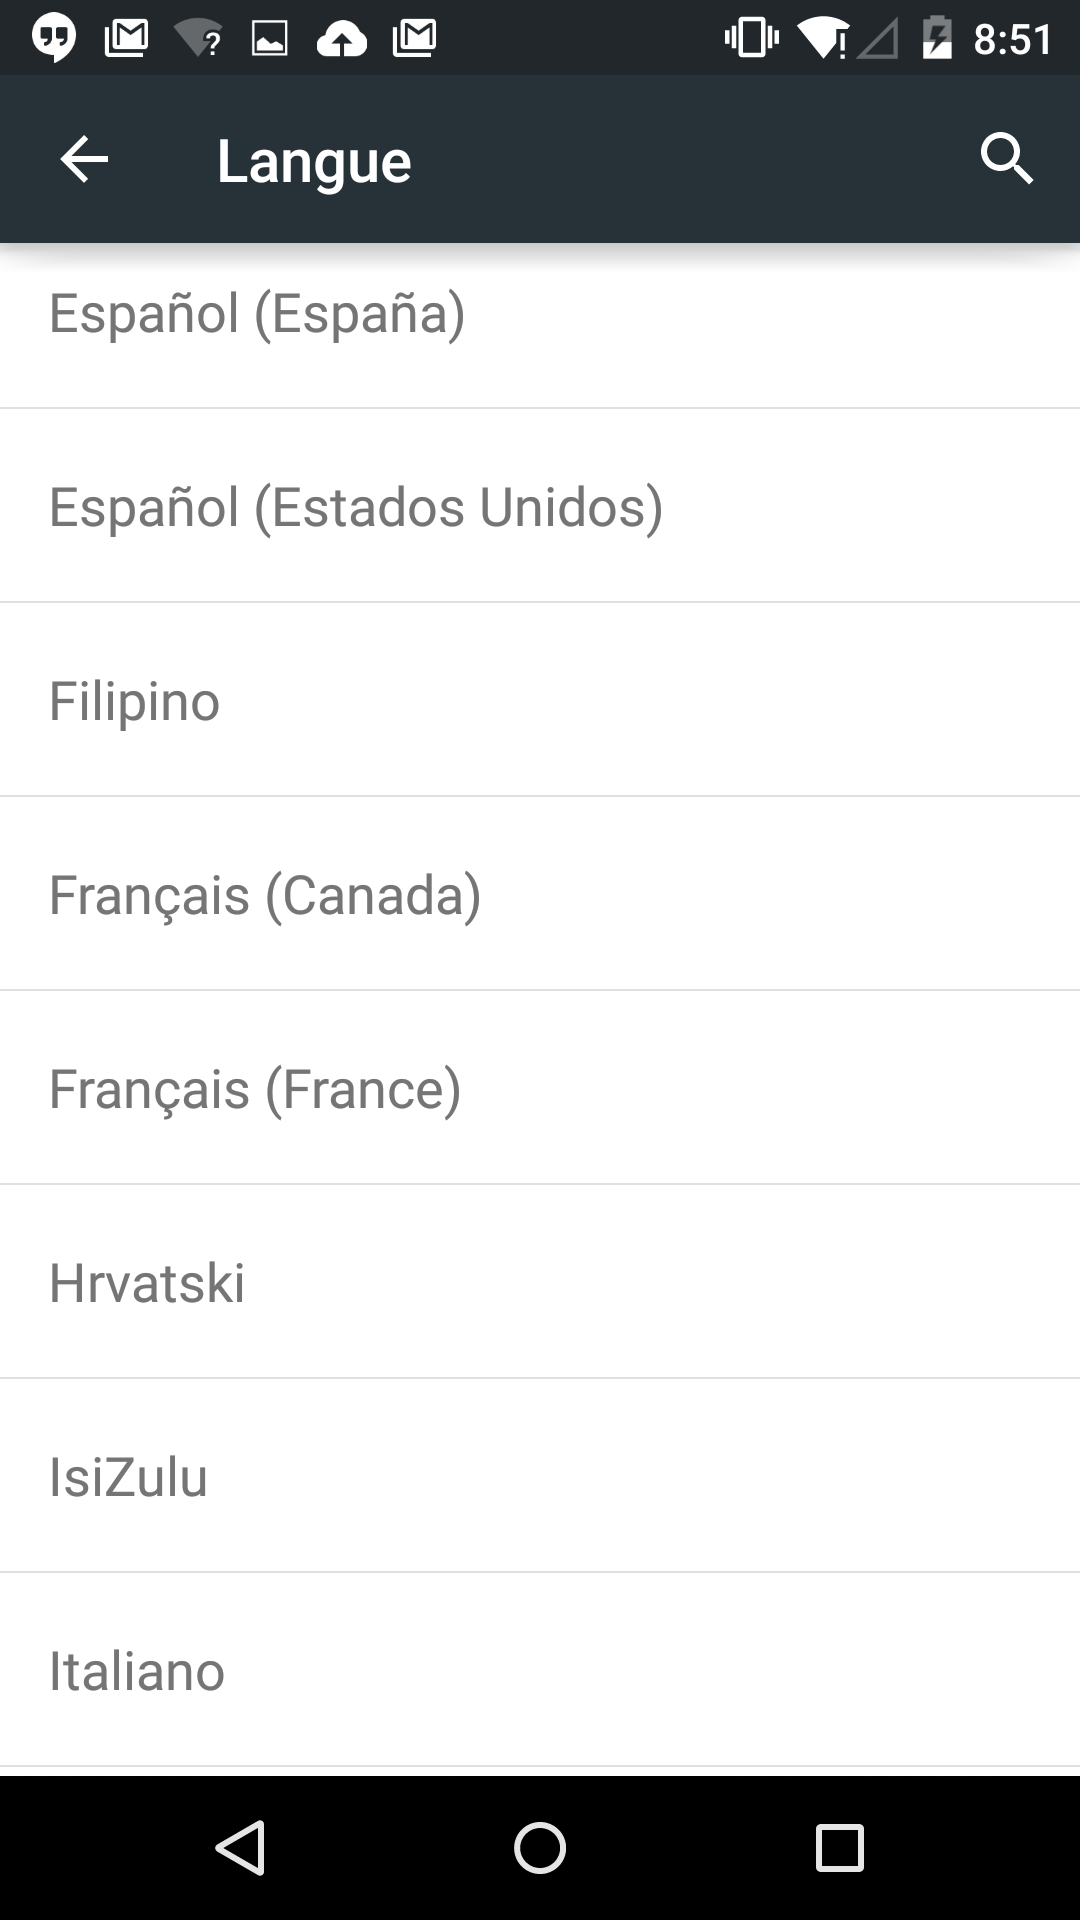 8:51
Langue
Español (España)
Español (Estados Unidos)
Filipino
Français (Canada)
Français (France)
Hrvatski
IsiZulu
Italiano